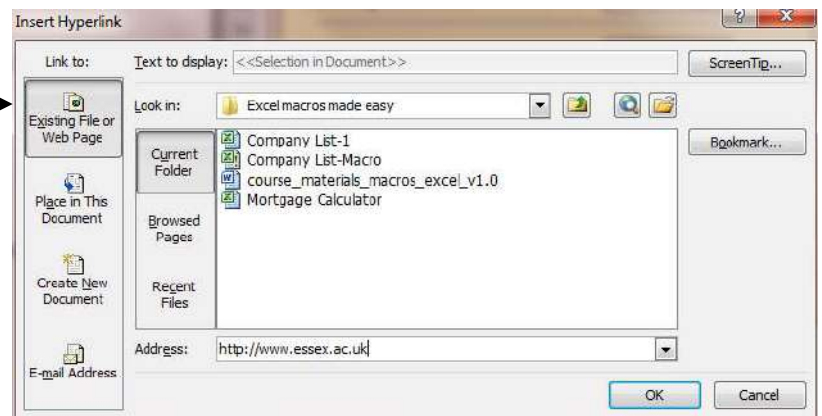 Insert Hyperlink
Link to:
Text to display: <<Selection in Document>>
ScreenTip...
Existing File or
Web Page
Look in: Excel macros made easy
Bookmark...
Current
Folder
Company List-1
Company List-Macro
course_materials_macros_excel_v1.0
Mortgage Calculator
Place in This
Document
Browsed
Pages
Create New
Document
Recent
Files
E-mail Address
Address: http://www.essex.ac.uk
OK
Cancel